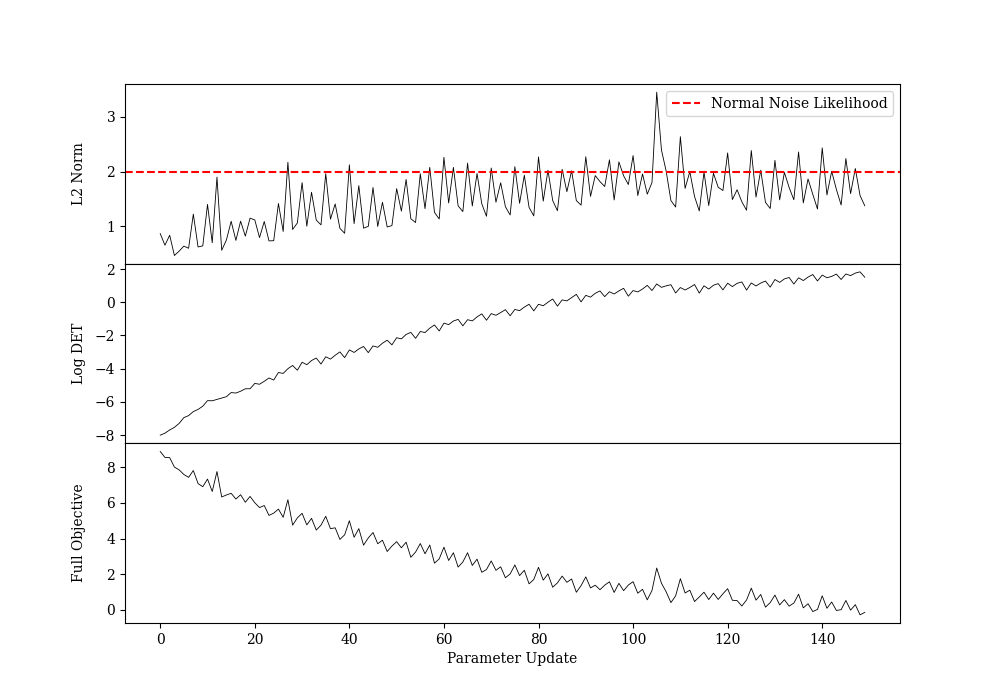 Normal Noise Likelihood
L2 Norm
3
2
1
Log DET
2
0
−2
−4
−6
−8
Full Objective
8
6
4
2
0
0 20 40 60 80 100 120 140
Parameter Update